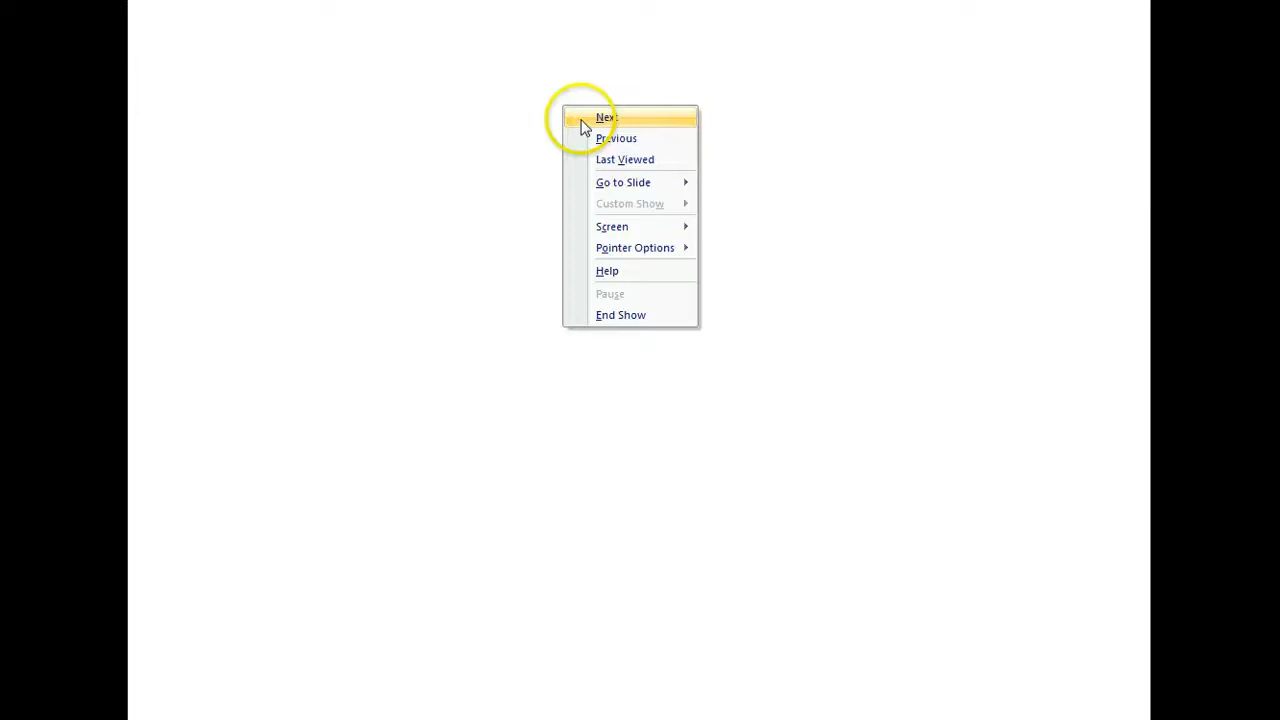 Next
Previous
Last Viewed
Go to Slide
Custom Show
Screen
Pointer Options
Help
Pause
End Show